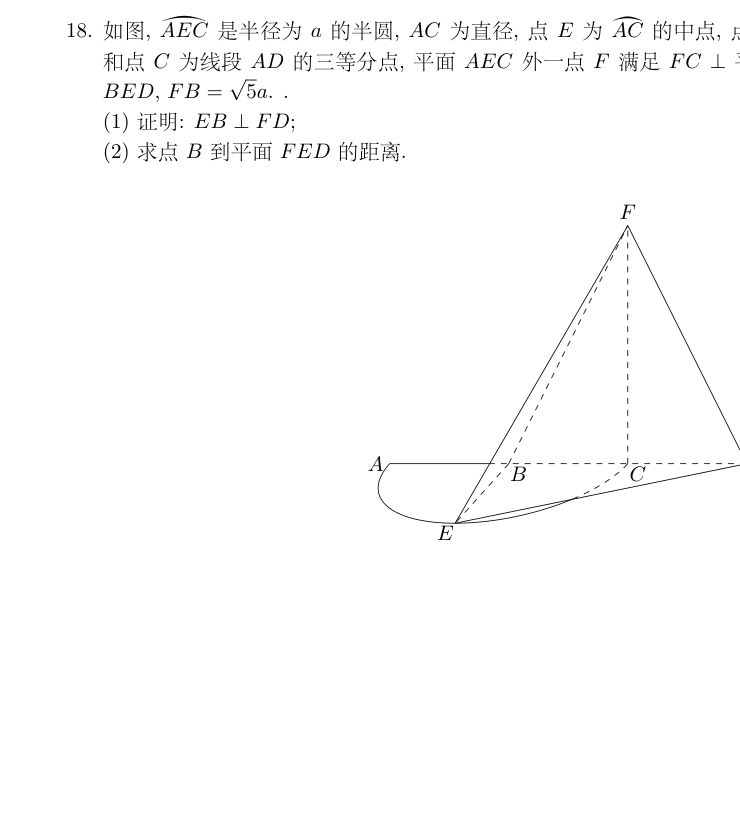 18. 如图, AEC 是半径为 a 的半圆, AC 为直径, 点 E 为 AC 的中点,
和点 C 为线段 AD 的三等分点, 平面 AEC 外一点 F 满足 FC ⊥
BED, FB = √5a. .
(1) 证明: EB ⊥ FD;
(2) 求点 B 到平面 FED 的距离.
F
A
B
C
E